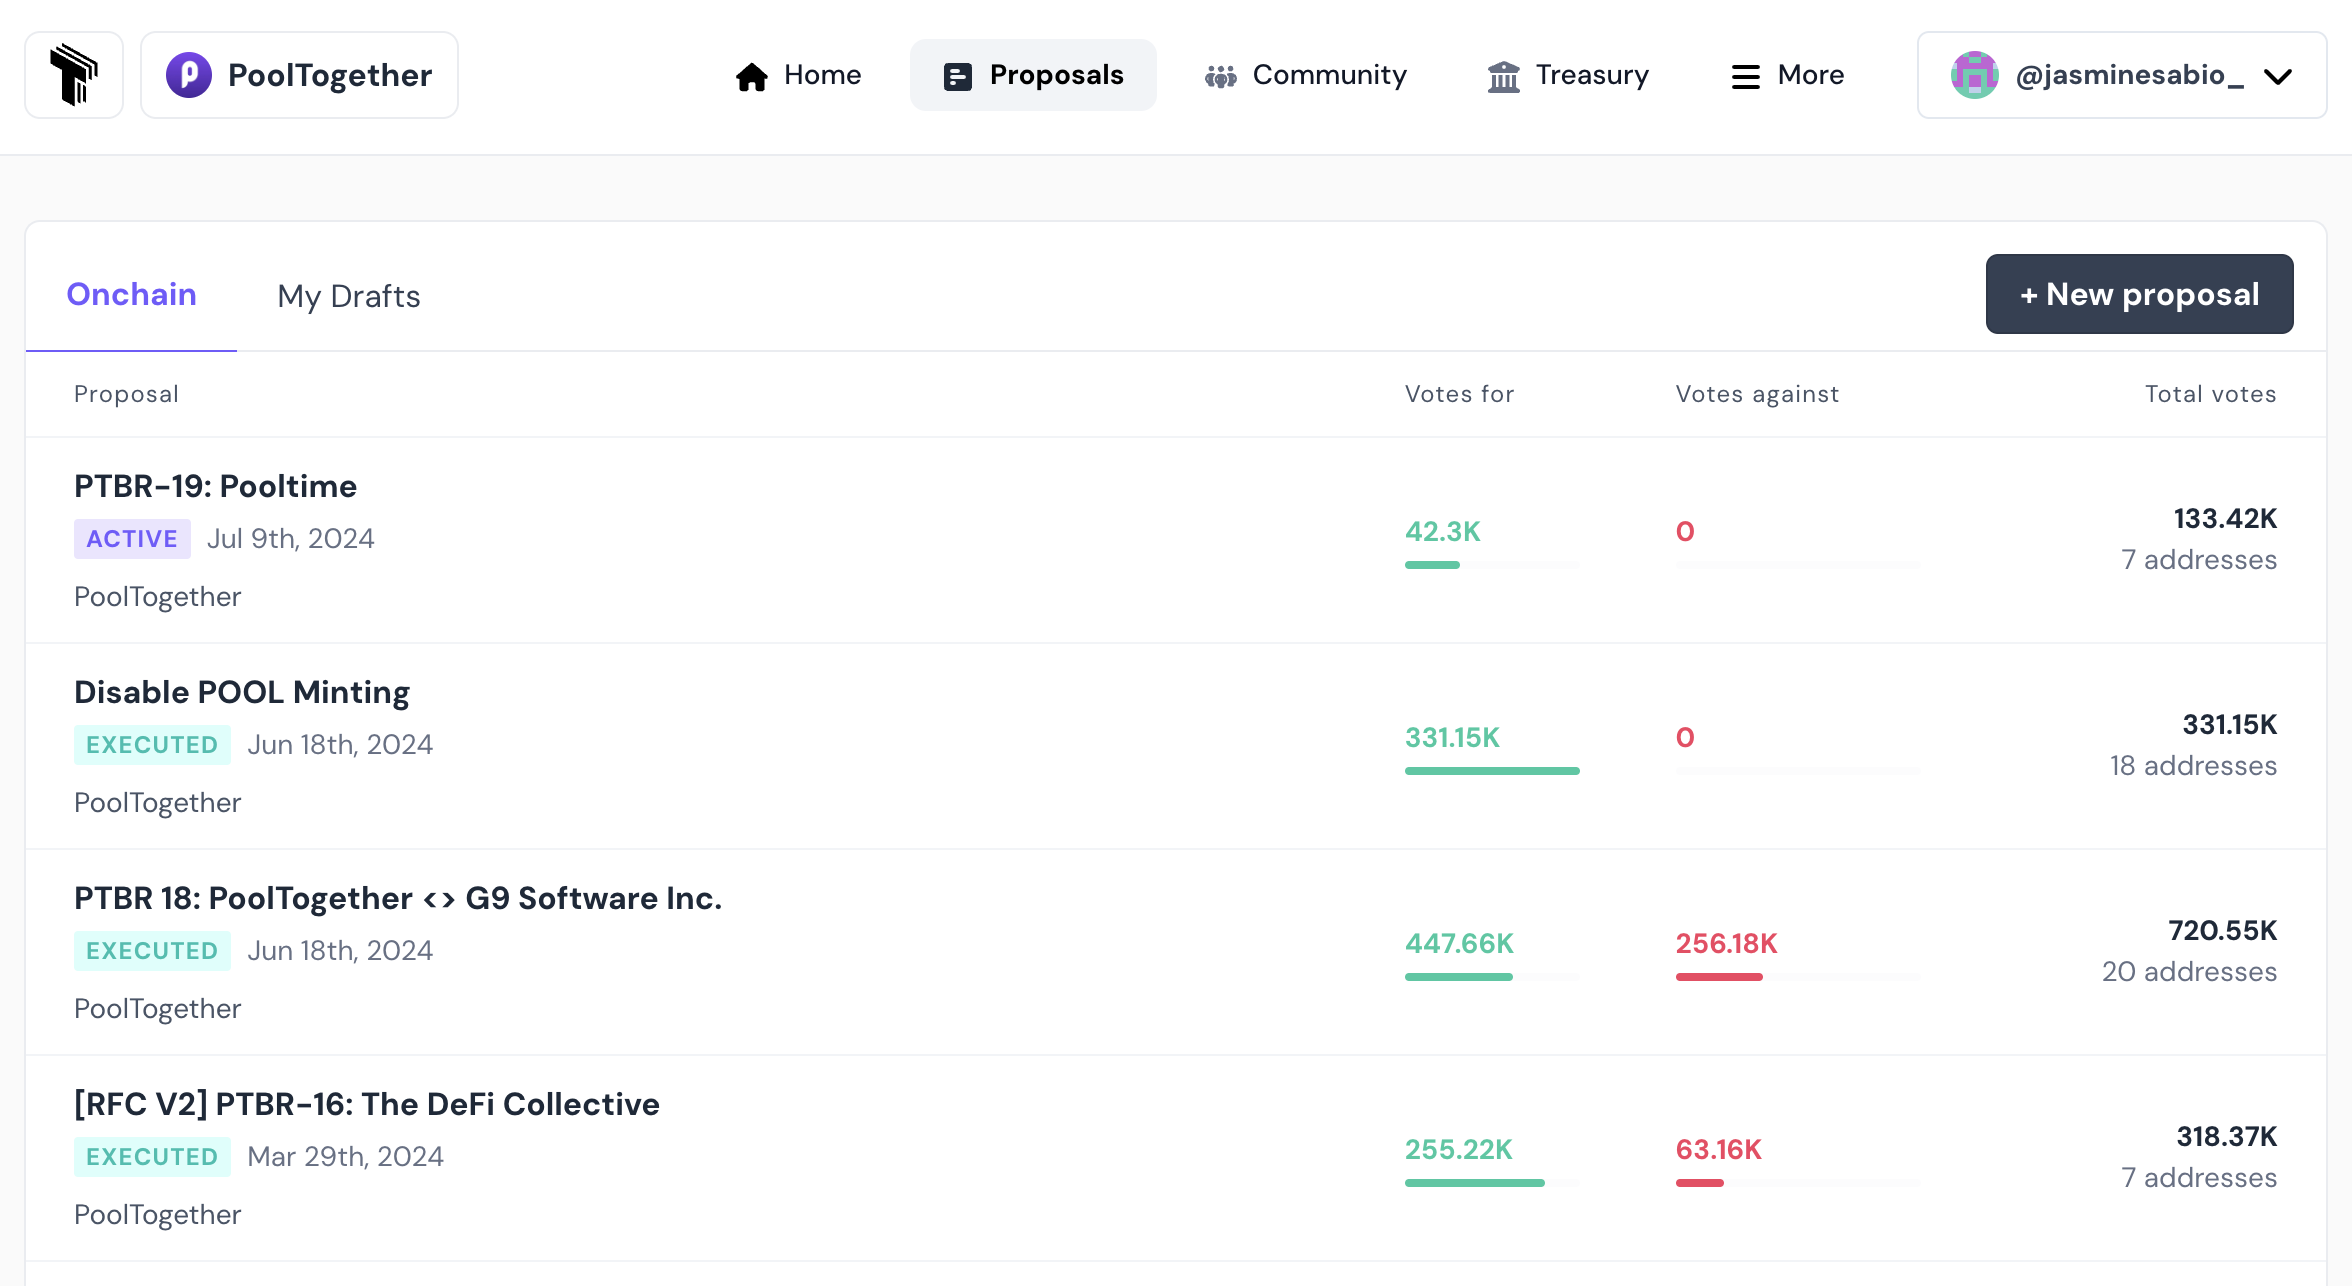 PoolTogether
Home
Proposals
Community
Treasury
More
@jasminesabio_
Onchain
My Drafts
+ New proposal
Proposal
Votes for
Votes against
Total votes
PTBR-19: Pooltime
ACTIVE Jul 9th, 2024
PoolTogether
42.3K
0
133.42K
7 addresses
Disable POOL Minting
EXECUTED Jun 18th, 2024
PoolTogether
331.15K
0
331.15K
18 addresses
PTBR 18: PoolTogether <> G9 Software Inc.
EXECUTED Jun 18th, 2024
PoolTogether
447.66K
256.18K
720.55K
20 addresses
[RFC V2] PTBR-16: The DeFi Collective
EXECUTED Mar 29th, 2024
PoolTogether
255.22K
63.16K
318.37K
7 addresses